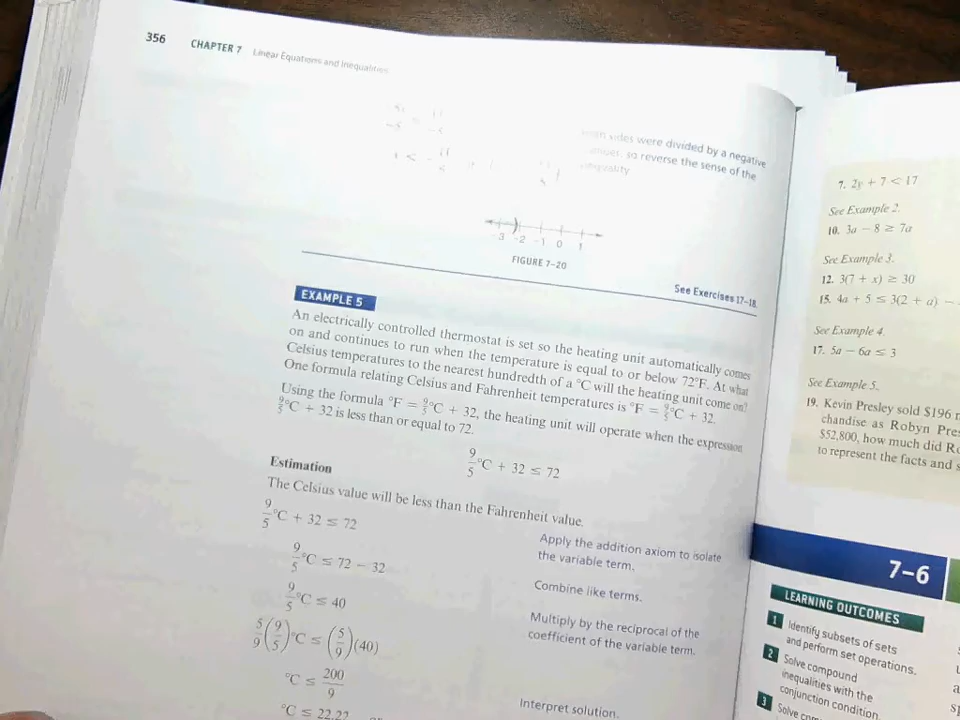 356 CHAPTER 7 Linear Equations and Inequalities
sides were divided by a negative
so reverse the sense of the
-2 -1 0 1
FIGURE 7-20
See Exercises 17-18.
EXAMPLE 5
An electrically controlled thermostat is set so the heating unit automatically comes
on and continues to run when the temperature is equal to or below 72°F. At what
Celsius temperatures to the nearest hundredth of a °C will the heating unit come on?
One formula relating Celsius and Fahrenheit temperatures is °F = 9/5 °C + 32.
Using the formula °F = 9/5 °C + 32, the heating unit will operate when the expression
9/5 °C + 32 is less than or equal to 72.
9/5 °C + 32 ≤ 72
Estimation
The Celsius value will be less than the Fahrenheit value.
9/5 °C + 32 ≤ 72
9/5 °C ≤ 72 − 32 Apply the addition axiom to isolate
the variable term.
9/5 °C ≤ 40 Combine like terms.
(5/9)(9/5) °C ≤ (5/9)(40) Multiply by the reciprocal of the
coefficient of the variable term.
°C ≤ 200/9
°C ≤ 22.22 Interpret solution.
7. 2y + 7 < 17
See Example 2.
10. 3a − 8 ≥ 7a
See Example 3.
12. 3(7 + x) ≥ 30
15. 4a + 5 ≤ 3(2 + a) −
See Example 4.
17. 5a − 6a ≤ 3
See Example 5.
19. Kevin Presley sold $196
chandise as Robyn
$52,800, how much did
to represent the facts and
7–6
LEARNING OUTCOMES
1 Identify subsets of sets
and perform set operations.
2 Solve compound
inequalities with the
conjunction condition
3 Solve